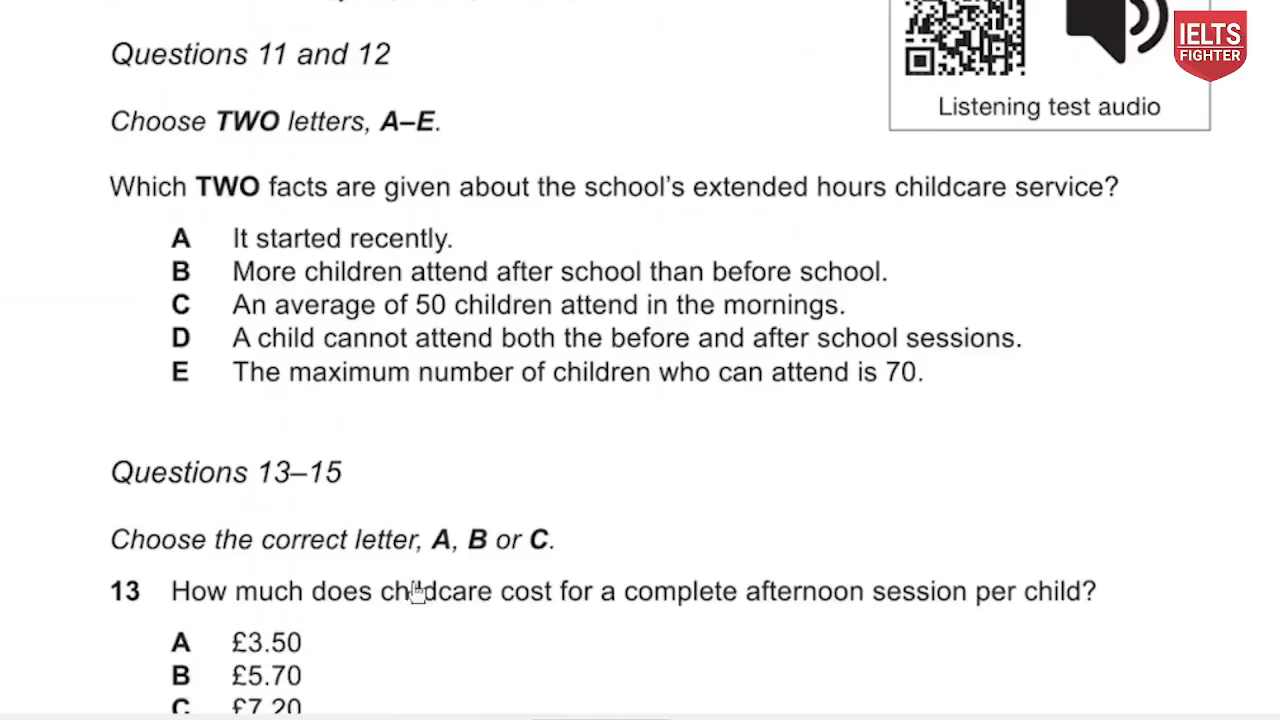 IELTS
FIGHTER
Questions 11 and 12
Listening test audio
Choose TWO letters, A–E.
Which TWO facts are given about the school's extended hours childcare service?
A It started recently.
B More children attend after school than before school.
C An average of 50 children attend in the mornings.
D A child cannot attend both the before and after school sessions.
E The maximum number of children who can attend is 70.
Questions 13–15
Choose the correct letter, A, B or C.
13 How much does childcare cost for a complete afternoon session per child?
A £3.50
B £5.70
C £7.20